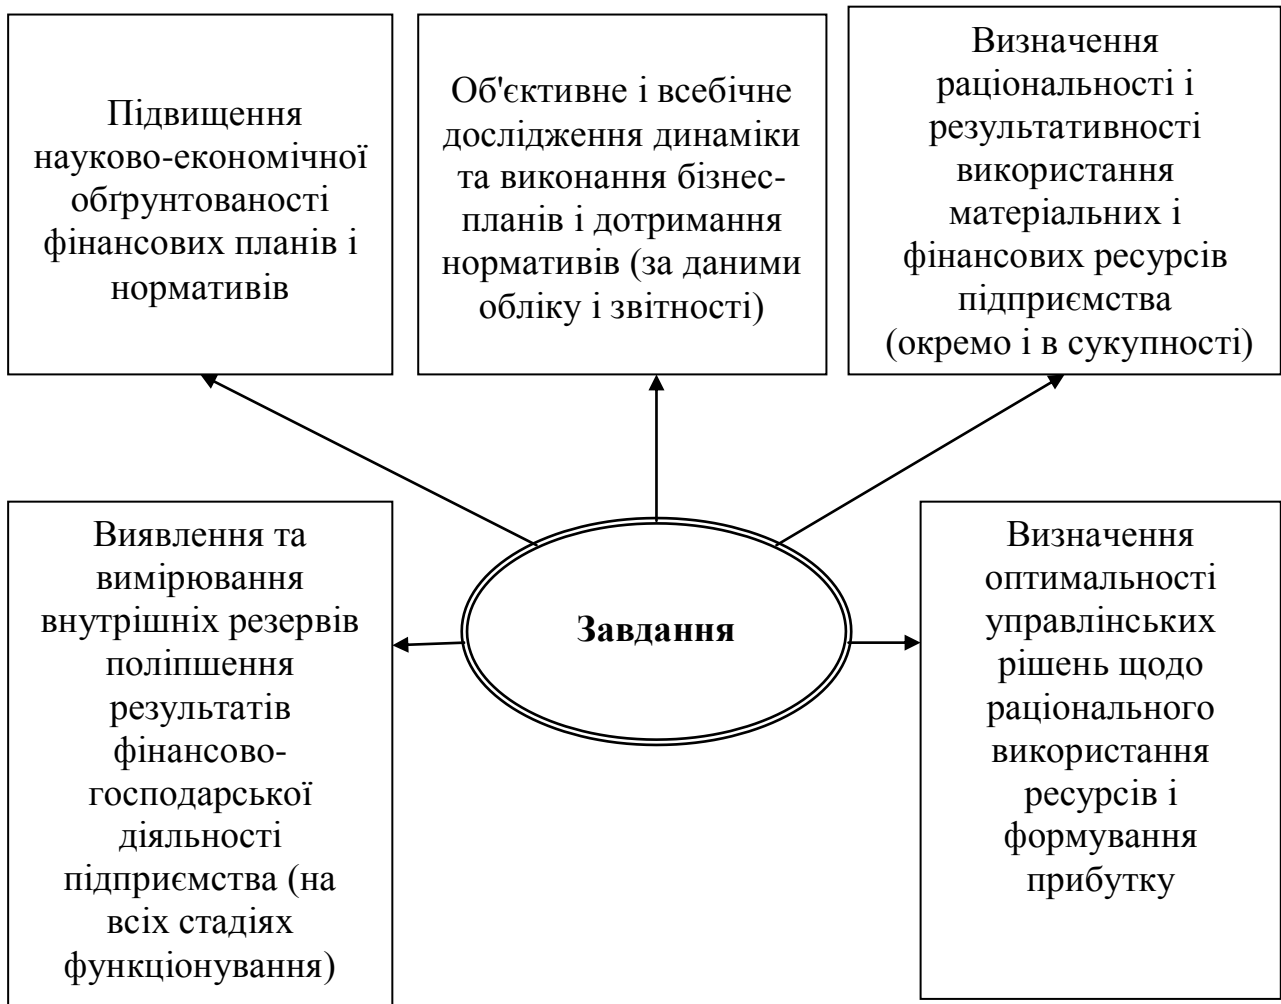 Підвищення
науково-економічної
обґрунтованості
фінансових планів і
нормативів
Об'єктивне і всебічне
дослідження динаміки
та виконання бізнес-
планів і дотримання
нормативів (за даними
обліку і звітності)
Визначення
раціональності і
результативності
використання
матеріальних і
фінансових ресурсів
підприємства
(окремо і в сукупності)
Виявлення та
вимірювання
внутрішніх резервів
поліпшення
результатів
фінансово-
господарської
діяльності
підприємства (на
всіх стадіях
функціонування)
Завдання
Визначення
оптимальності
управлінських
рішень щодо
раціонального
використання
ресурсів і
формування
прибутку